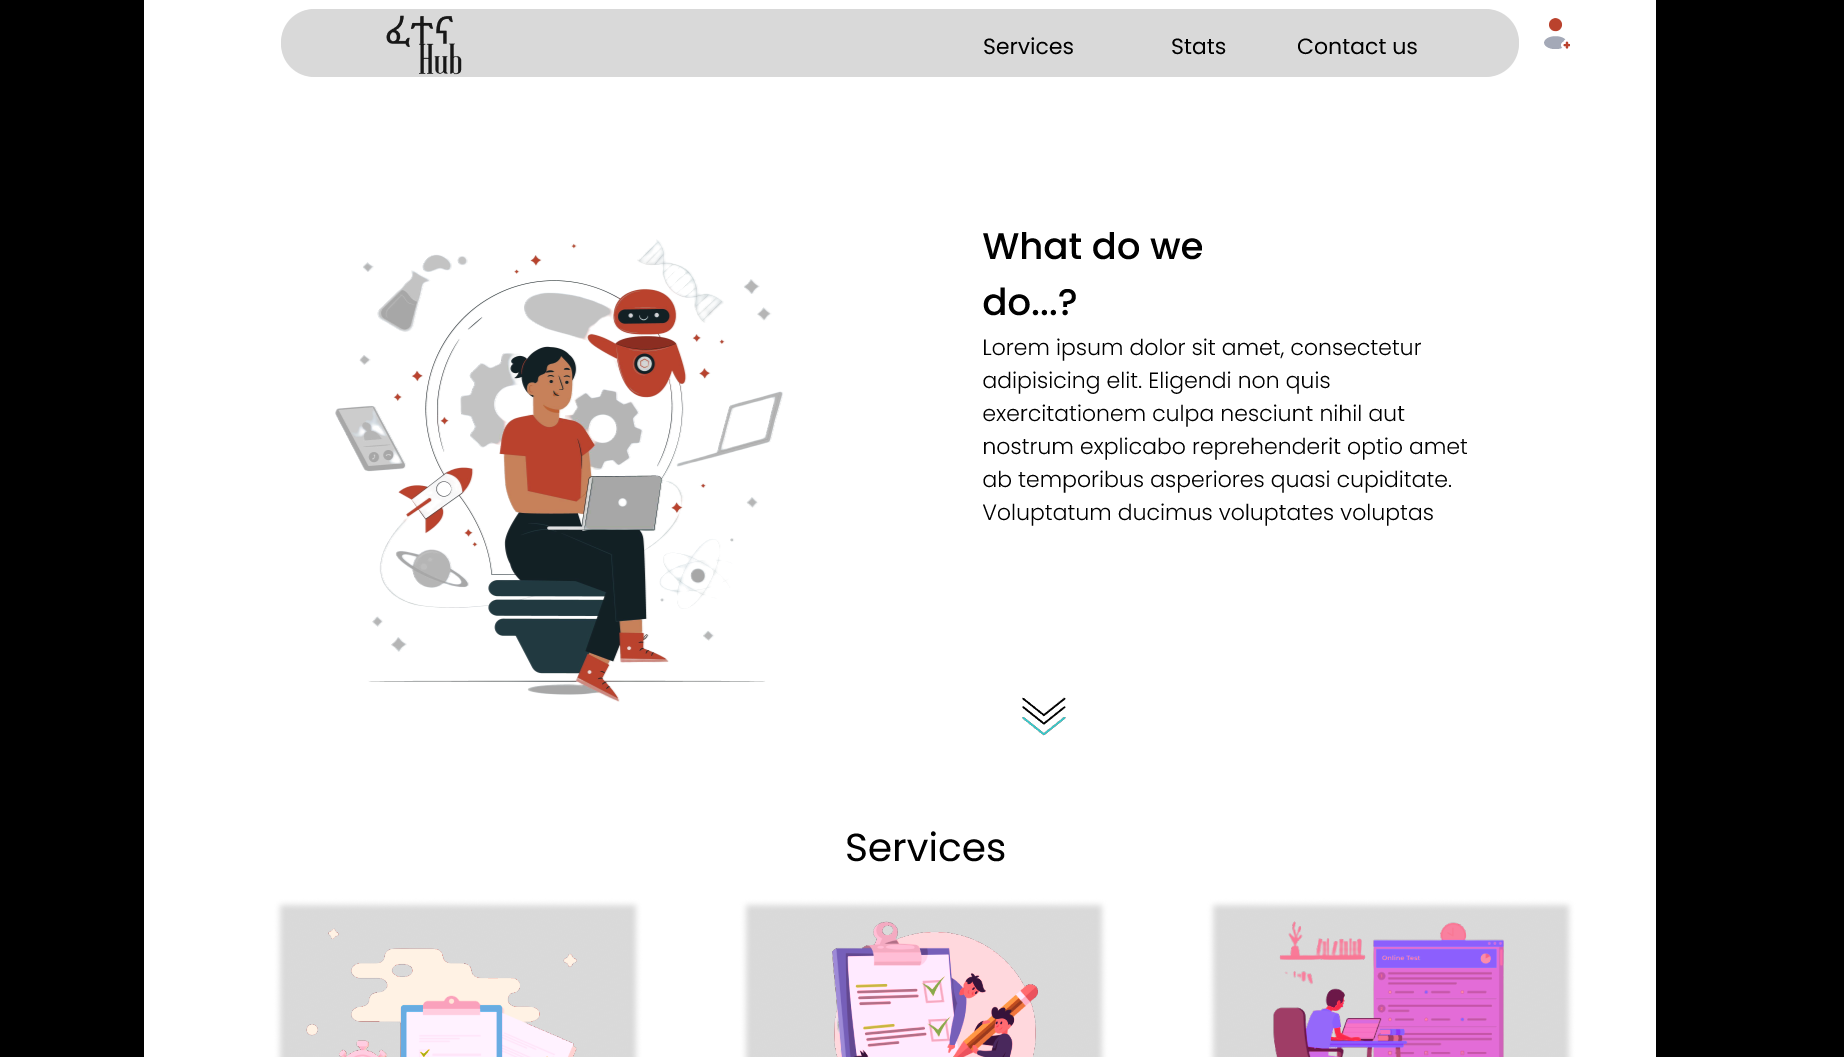 ፈተና
Hub
Services
Stats
Contact us
What do we
do...?
Lorem ipsum dolor sit amet, consectetur
adipisicing elit. Eligendi non quis
exercitationem culpa nesciunt nihil aut
nostrum explicabo reprehenderit optio amet
ab temporibus asperiores quasi cupiditate.
Voluptatum ducimus voluptates voluptas
Services
Online Test